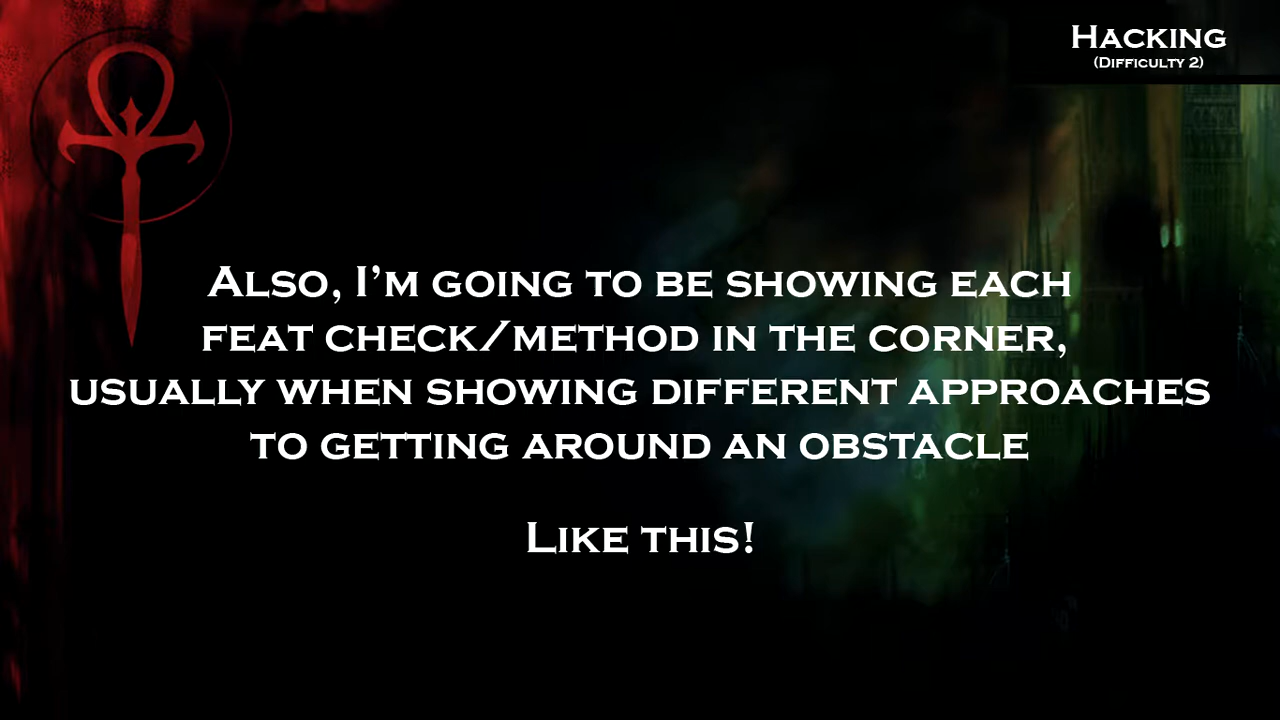 Hacking
(Difficulty 2)
Also, I'm going to be showing each
feat check/method in the corner,
usually when showing different approaches
to getting around an obstacle
Like this!